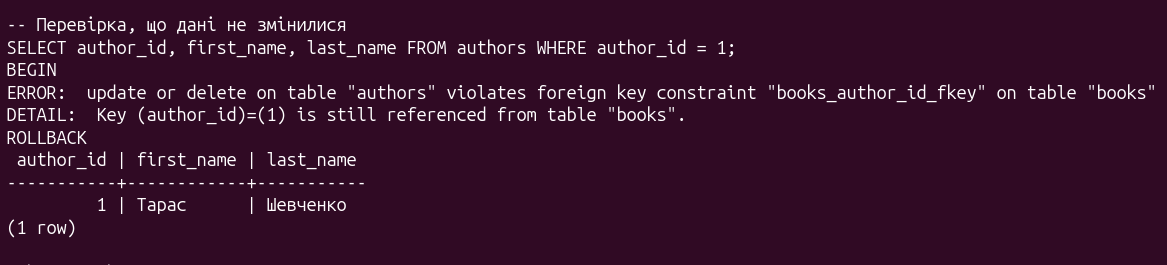 -- Перевірка, що дані не змінилися
SELECT author_id, first_name, last_name FROM authors WHERE author_id = 1;
BEGIN
ERROR:  update or delete on table "authors" violates foreign key constraint "books_author_id_fkey" on table "books"
DETAIL:  Key (author_id)=(1) is still referenced from table "books".
ROLLBACK
 author_id | first_name | last_name
-----------+------------+-----------
         1 | Тарас      | Шевченко
(1 row)